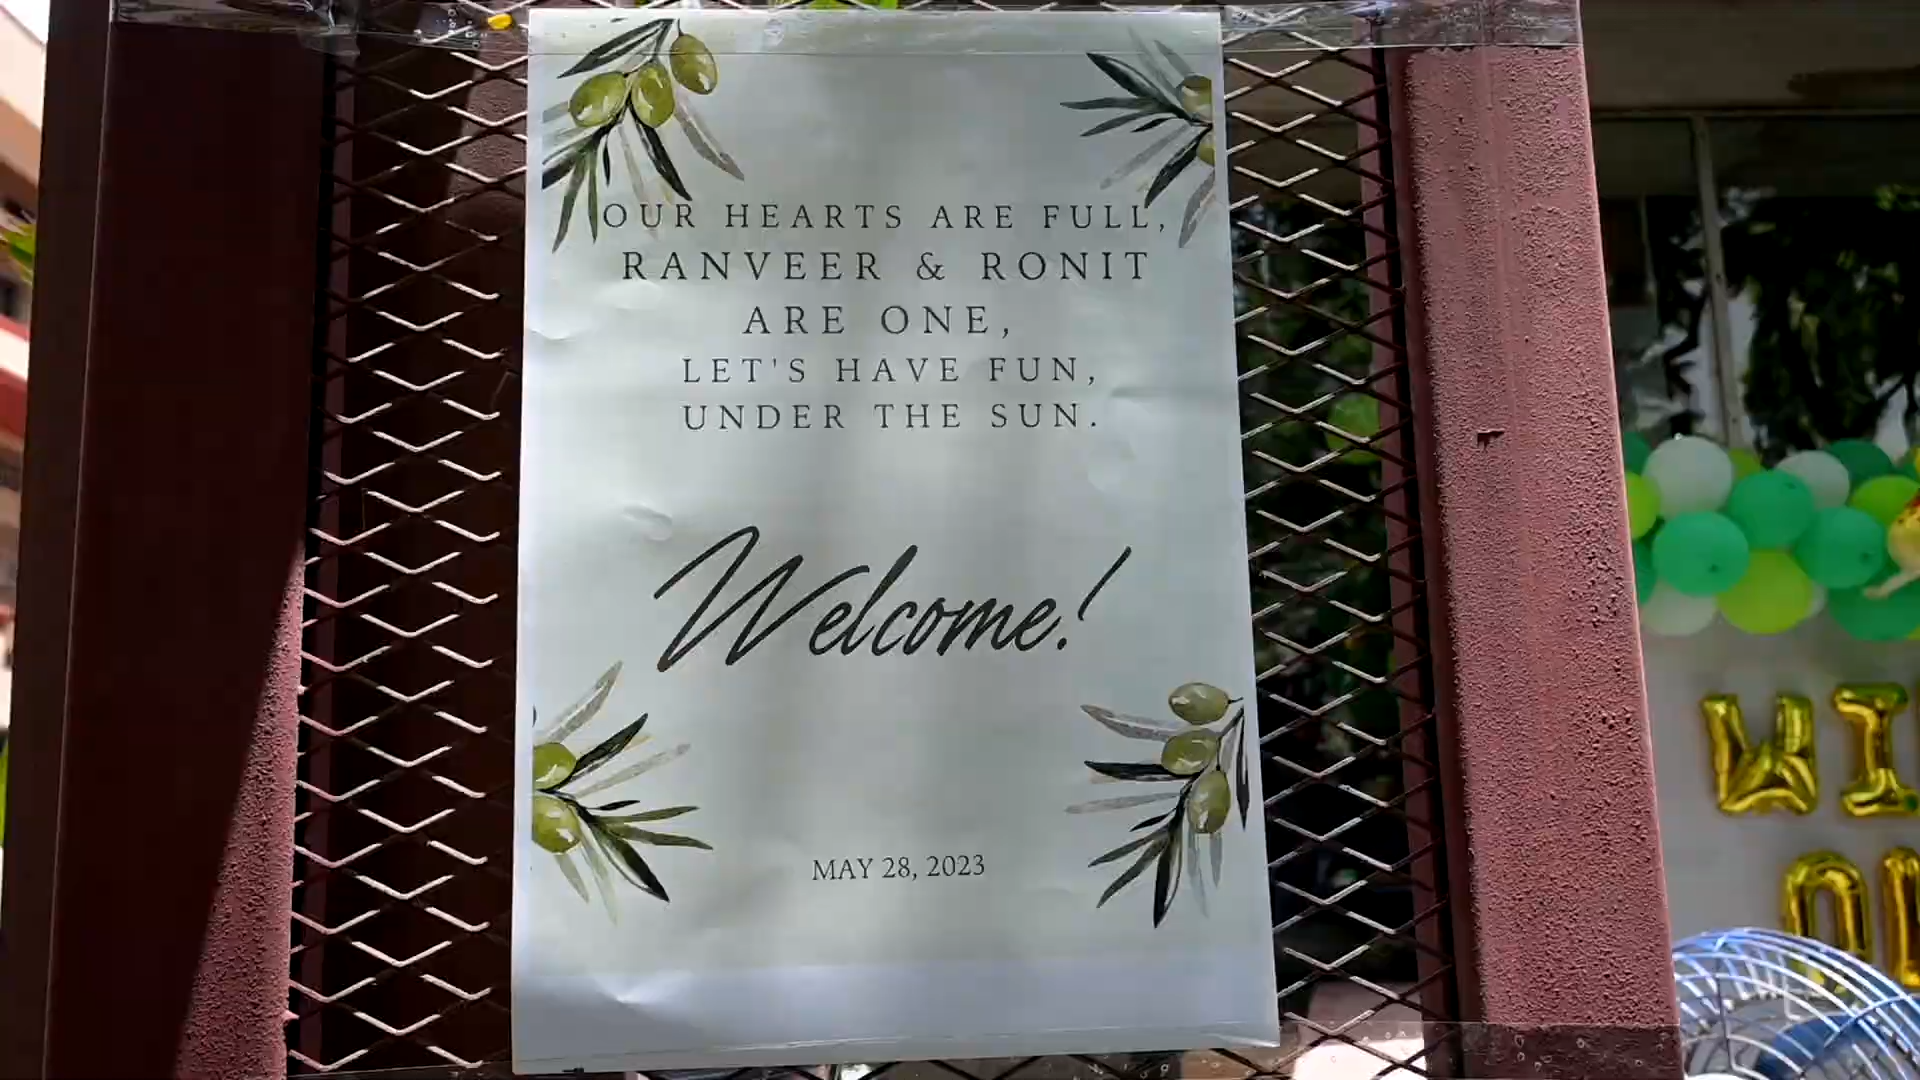 OUR HEARTS ARE FULL,
RANVEER & RONIT
ARE ONE,
LET'S HAVE FUN,
UNDER THE SUN.
Welcome!
MAY 28, 2023